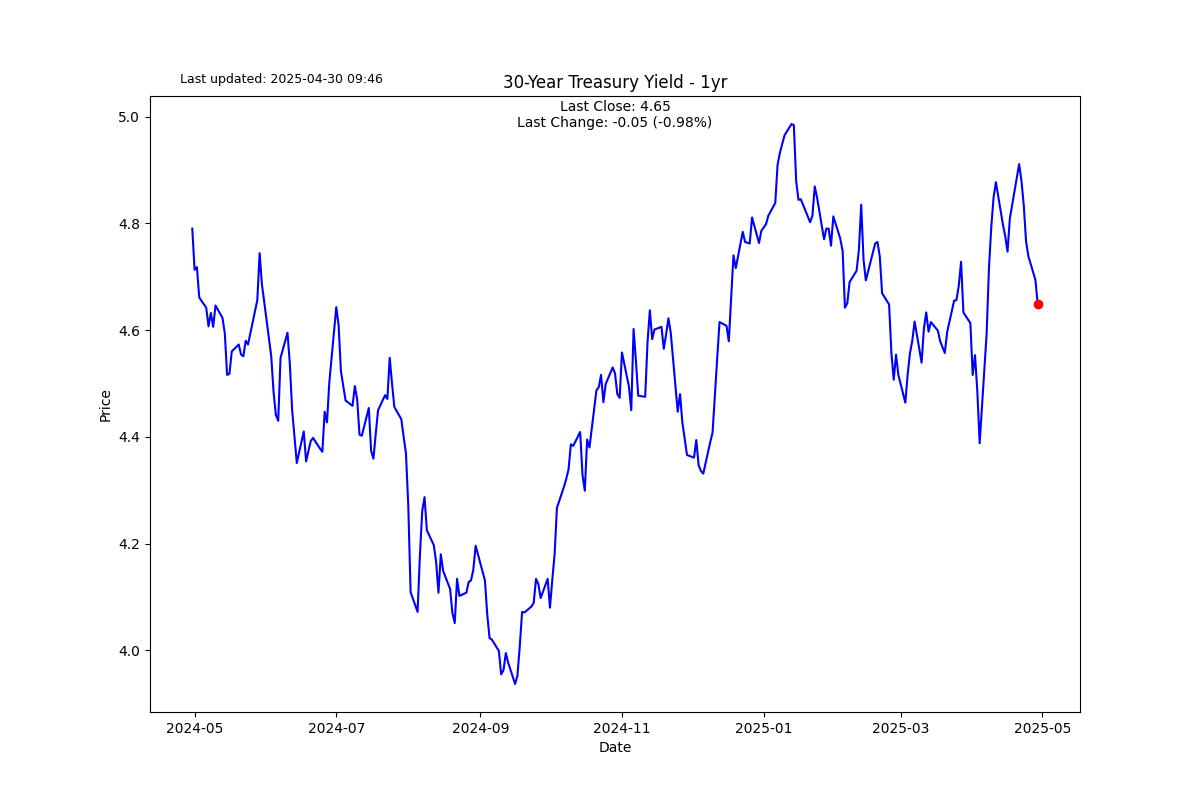 Last updated: 2025-04-30 09:46
30-Year Treasury Yield - 1yr
Last Close: 4.65
Last Change: -0.05 (-0.98%)
5.0
4.8
4.6
4.4
4.2
4.0
Price
2024-05
2024-07
2024-09
2024-11
2025-01
2025-03
2025-05
Date